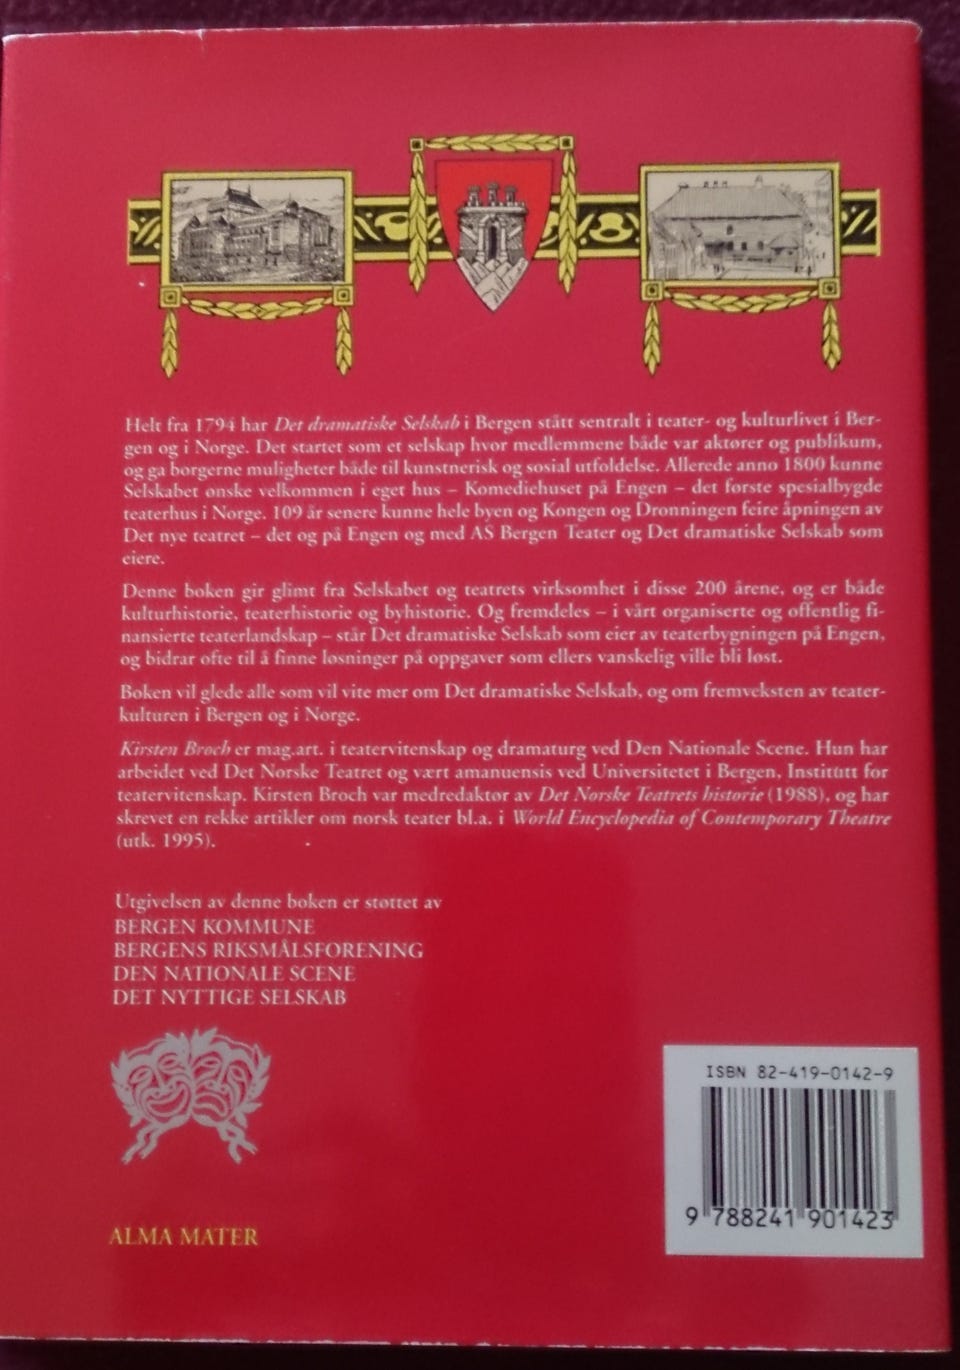 Helt fra 1794 har Det dramatiske Selskab i Bergen stått sentralt i teater- og kulturlivet i Ber-
gen og i Norge. Det startet som et selskap hvor medlemmene både var aktører og publikum,
og ga borgerne muligheter både til kunstnerisk og sosial utfoldelse. Allerede anno 1800 kunne
Selskabet ønske velkommen i eget hus – Komediehuset på Engen – det første spesialbygde
teaterhus i Norge. 109 år senere kunne hele byen og Kongen og Dronningen feire åpningen av
Det nye teatret – det og på Engen og med AS Bergen Teater og Det dramatiske Selskab som
eiere.
Denne boken gir glimt fra Selskabet og teatrets virksomhet i disse 200 årene, og er både
kulturhistorie, teaterhistorie og byhistorie. Og fremdeles – i vårt organiserte og offentlig fi-
nansierte teaterlandskap – står Det dramatiske Selskab som eier av teaterbygningen på Engen,
og bidrar ofte til å finne løsninger på oppgaver som ellers vanskelig ville bli løst.
Boken vil glede alle som vil vite mer om Det dramatiske Selskab, og om fremveksten av teater-
kulturen i Bergen og i Norge.
Kirsten Broch er mag.art. i teatervitenskap og dramaturg ved Den Nationale Scene. Hun har
arbeidet ved Det Norske Teatret og vært amanuensis ved Universitetet i Bergen, Institutt for
teatervitenskap. Kirsten Broch var medredaktør av Det Norske Teatrets historie (1988), og har
skrevet en rekke artikler om norsk teater bl.a. i World Encyclopedia of Contemporary Theatre
(utk. 1995).
Utgivelsen av denne boken er støttet av
BERGEN KOMMUNE
BERGENS RIKSMÅLSFORENING
DEN NATIONALE SCENE
DET NYTTIGE SELSKAB
ISBN 82-419-0142-9
9 788241 901423
ALMA MATER